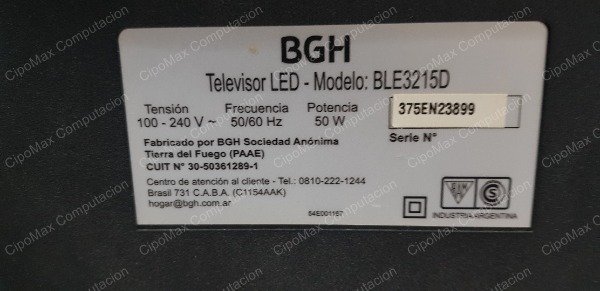 BGH
Televisor LED - Modelo: BLE3215D
Tensión Frecuencia Potencia
100 - 240 V ~ 50/60 Hz 50 W
375EN23899
Serie N°
Fabricado por BGH Sociedad Anónima
Tierra del Fuego (PAAE)
CUIT N° 30-50361289-1
Centro de atención al cliente - Tel.: 0810-222-1244
Brasil 731 C.A.B.A. (C1154AAK)
hogar@bgh.com.ar
54E001167
INDUSTRIA ARGENTINA
CipoMax Computacion